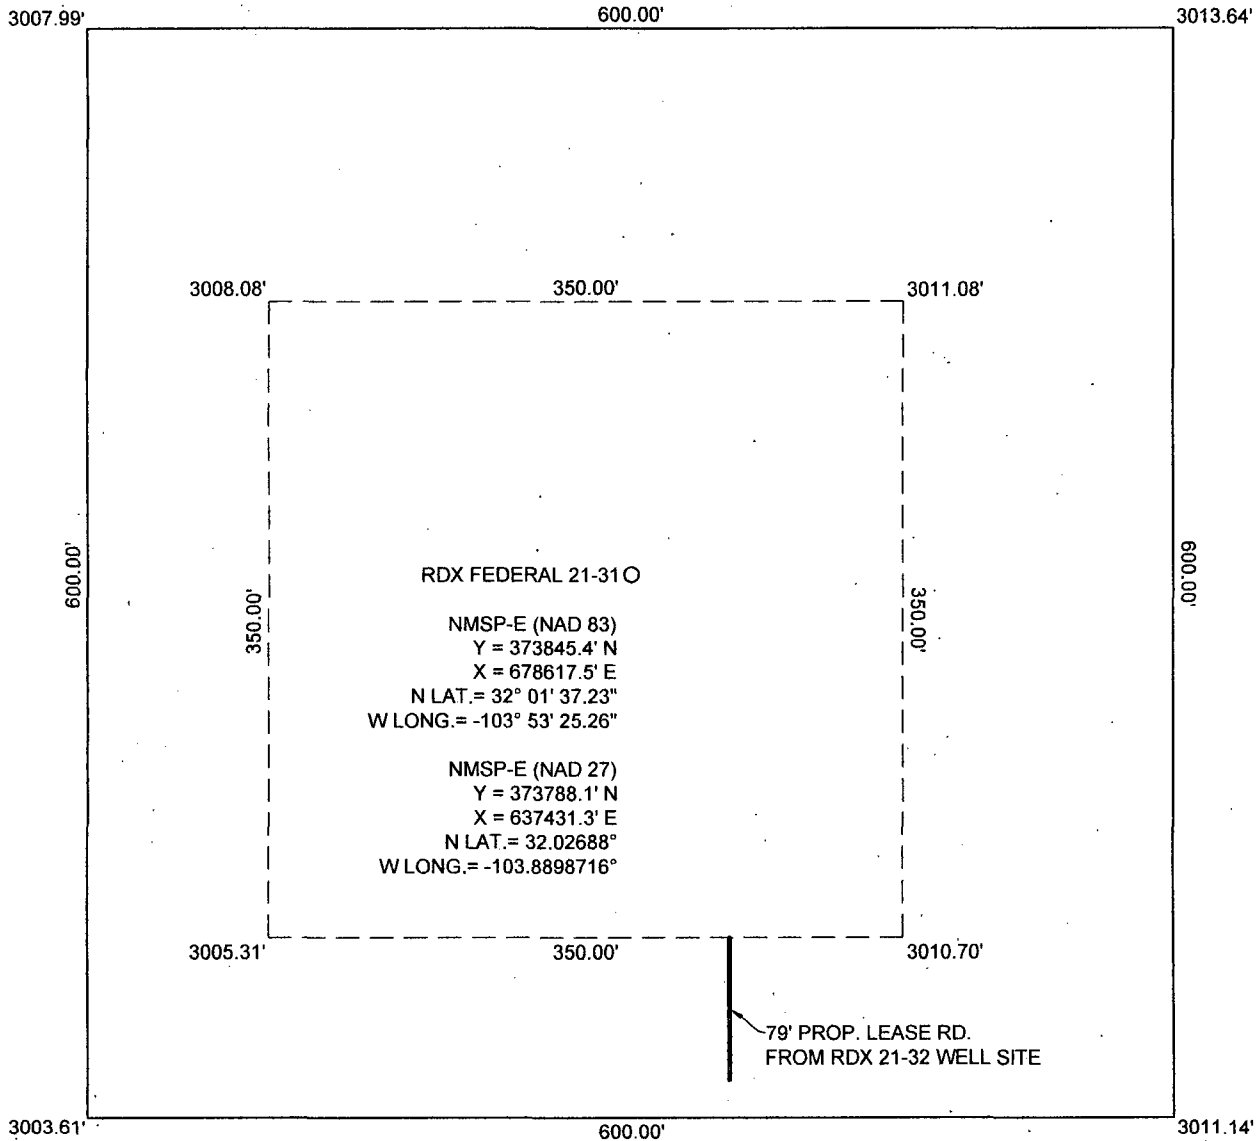 3007.99'
600.00'
3013.64'
3008.08'
350.00'
3011.08'
600.00'
350.00'
RDX FEDERAL 21-31
350.00'
600.00'
NMSP-E (NAD 83)
Y = 373845.4' N
X = 678617.5' E
N LAT.= 32° 01' 37.23"
W LONG.= -103° 53' 25.26"
NMSP-E (NAD 27)
Y = 373788.1' N
X = 637431.3' E
N LAT.= 32.02688°
W LONG.= -103.8898716°
3005.31'
350.00'
3010.70'
79' PROP. LEASE RD.
FROM RDX 21-32 WELL SITE
3003.61'
600.00'
3011.14'